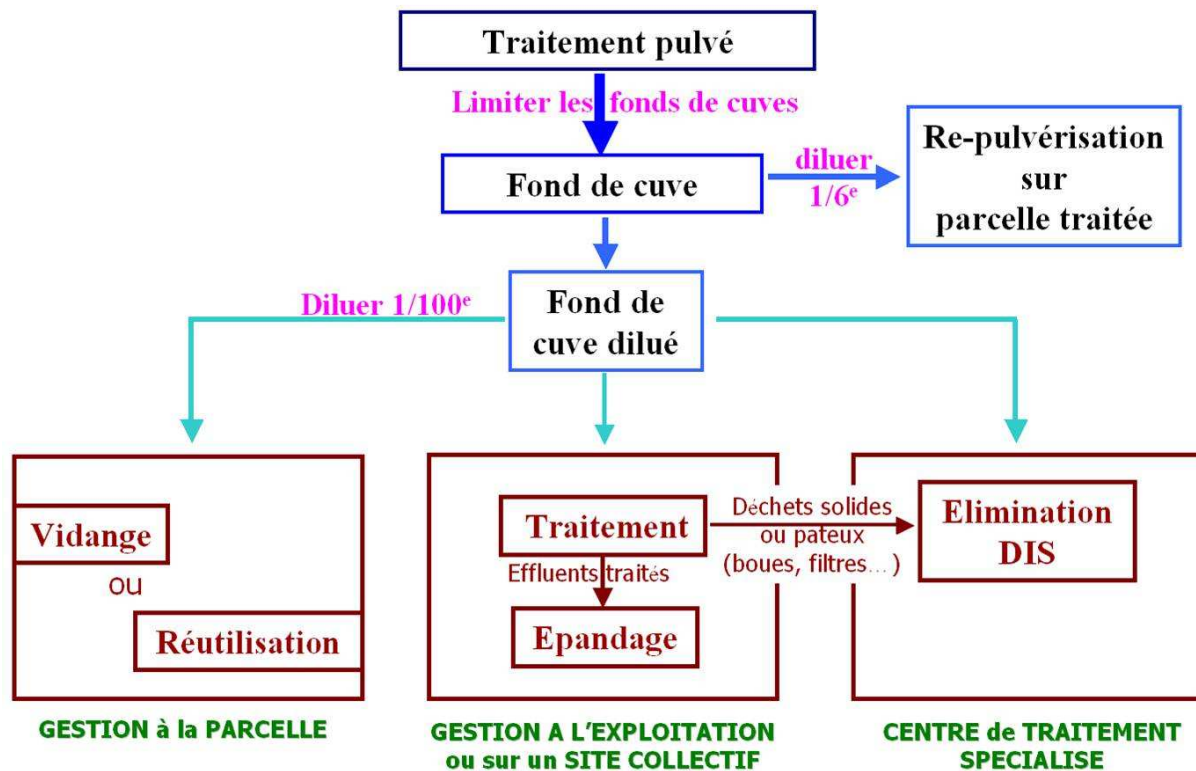 Traitement pulvé
Limiter les fonds de cuves
Fond de cuve
diluer
1/6e
Re-pulvérisation
sur
parcelle traitée
Diluer 1/100e
Fond de
cuve dilué
Vidange
ou
Réutilisation
Traitement
Effluents traités
Epandage
Déchets solides
ou pateux
(boues, filtres...)
Elimination
DIS
GESTION à la PARCELLE
GESTION A L'EXPLOITATION
ou sur un SITE COLLECTIF
CENTRE de TRAITEMENT
SPECIALISE